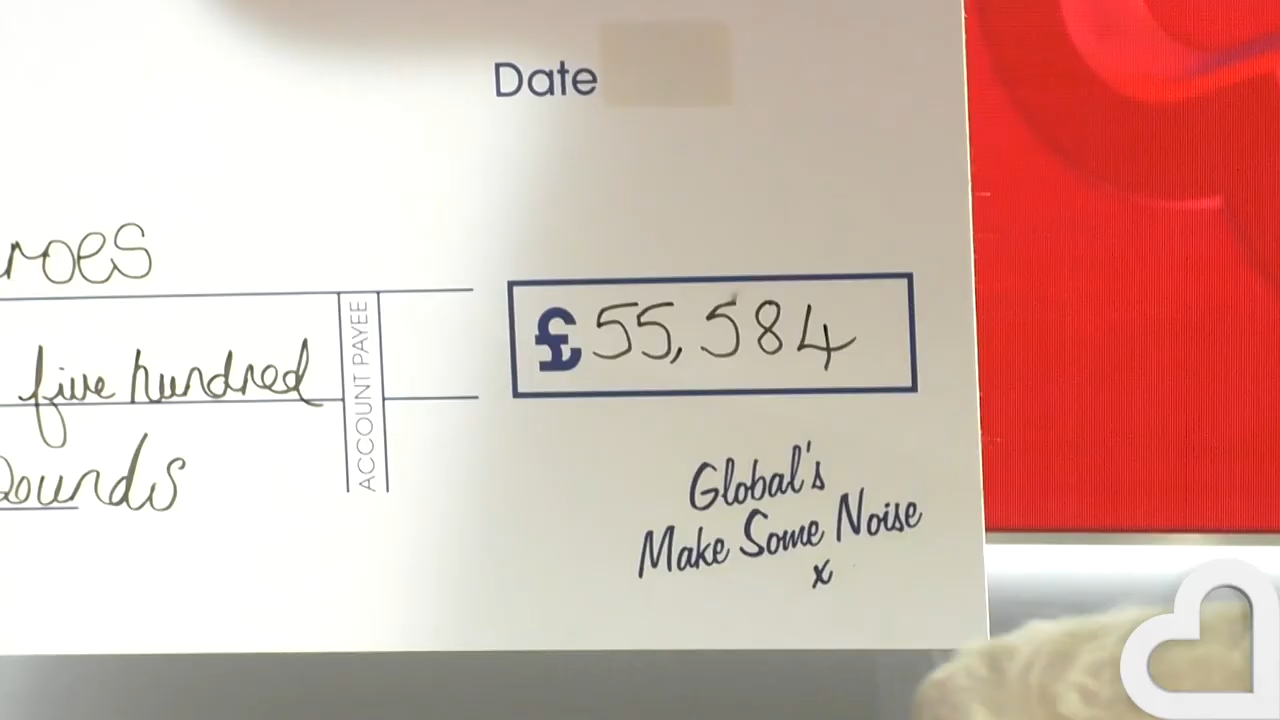 Date
roes
ACCOUNT PAYEE
£55,584
five hundred
pounds
Global's
Make Some Noise
x